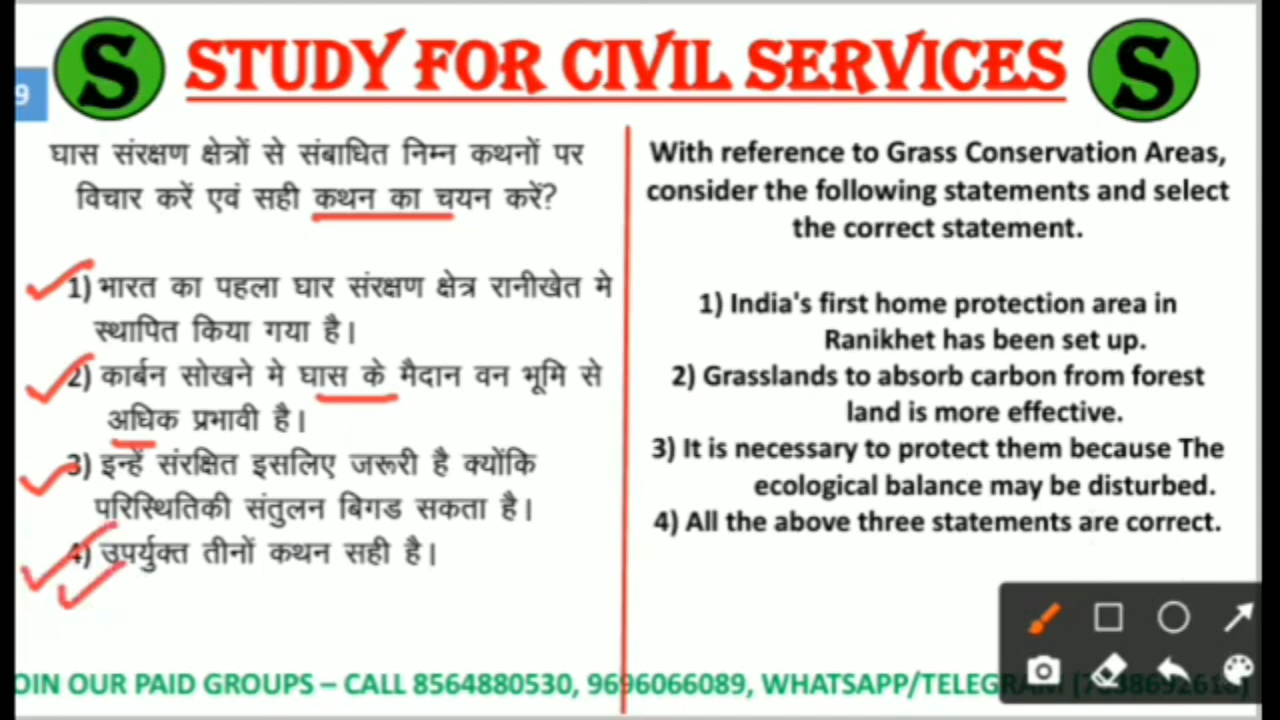 S STUDY FOR CIVIL SERVICES S
9
घास संरक्षण क्षेत्रों से संबाधित निम्न कथनों पर
विचार करें एवं सही कथन का चयन करें?
1) भारत का पहला घार संरक्षण क्षेत्र रानीखेत मे
स्थापित किया गया है।
2) कार्बन सोखने मे घास के मैदान वन भूमि से
अधिक प्रभावी है।
3) इन्हें संरक्षित इसलिए जरूरी है क्योंकि
परिस्थितिकी संतुलन बिगड सकता है।
4) उपर्युक्त तीनों कथन सही है।
With reference to Grass Conservation Areas,
consider the following statements and select
the correct statement.
1) India's first home protection area in
Ranikhet has been set up.
2) Grasslands to absorb carbon from forest
land is more effective.
3) It is necessary to protect them because The
ecological balance may be disturbed.
4) All the above three statements are correct.
OIN OUR PAID GROUPS – CALL 8564880530, 9696066089, WHATSAPP/TELEGRAM